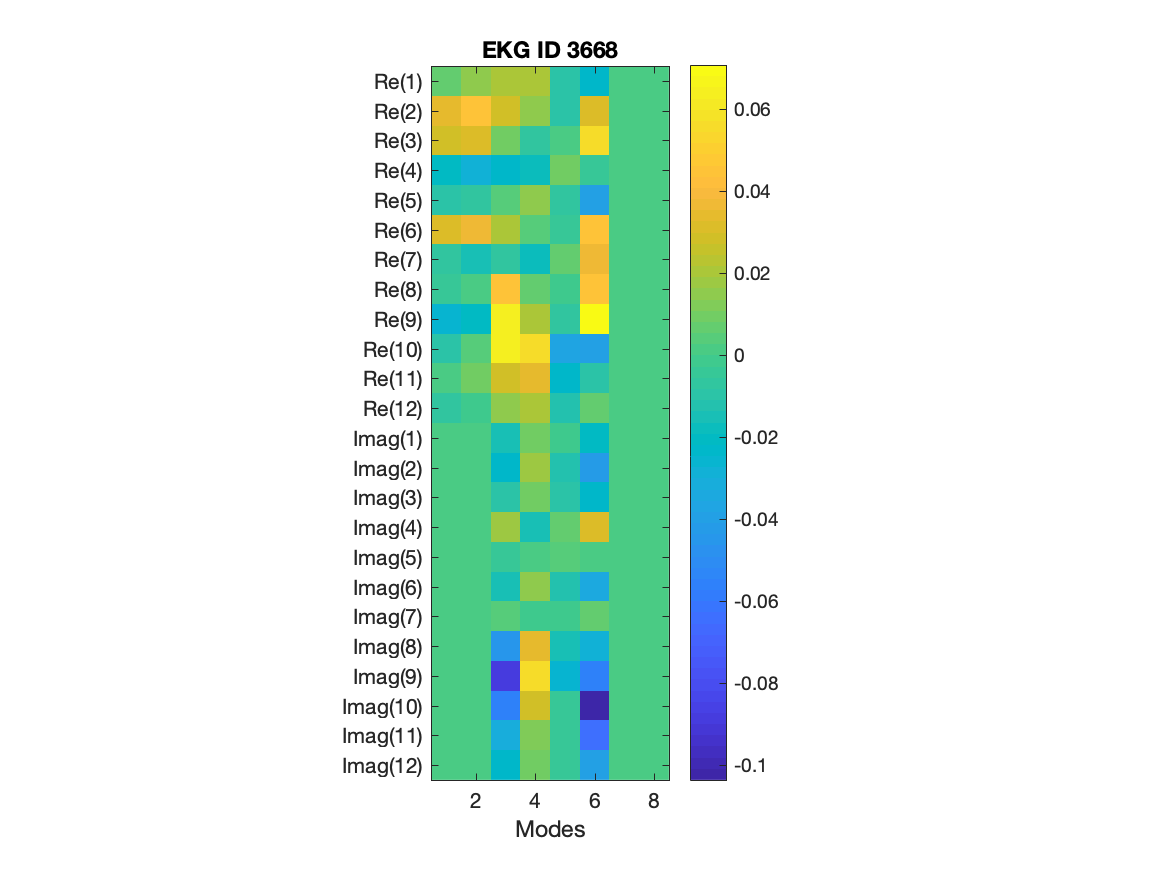 EKG ID 3668
Re(1)
Re(2)
Re(3)
Re(4)
Re(5)
Re(6)
Re(7)
Re(8)
Re(9)
Re(10)
Re(11)
Re(12)
Imag(1)
Imag(2)
Imag(3)
Imag(4)
Imag(5)
Imag(6)
Imag(7)
Imag(8)
Imag(9)
Imag(10)
Imag(11)
Imag(12)
2 4 6 8
Modes
0.06
0.04
0.02
0
-0.02
-0.04
-0.06
-0.08
-0.1